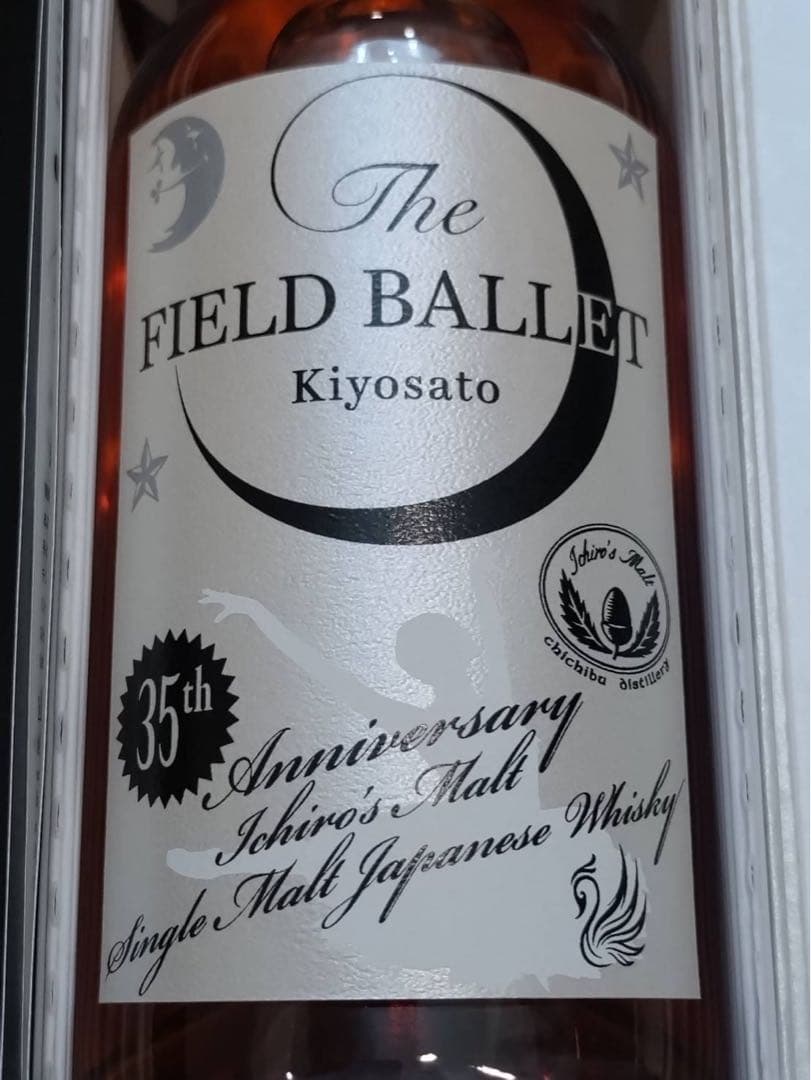 The
FIELD BALLET
Kiyosato
Ichiro's Malt
chichibu distillery
35th
Anniversary
Ichiro's Malt
Single Malt Japanese Whisky